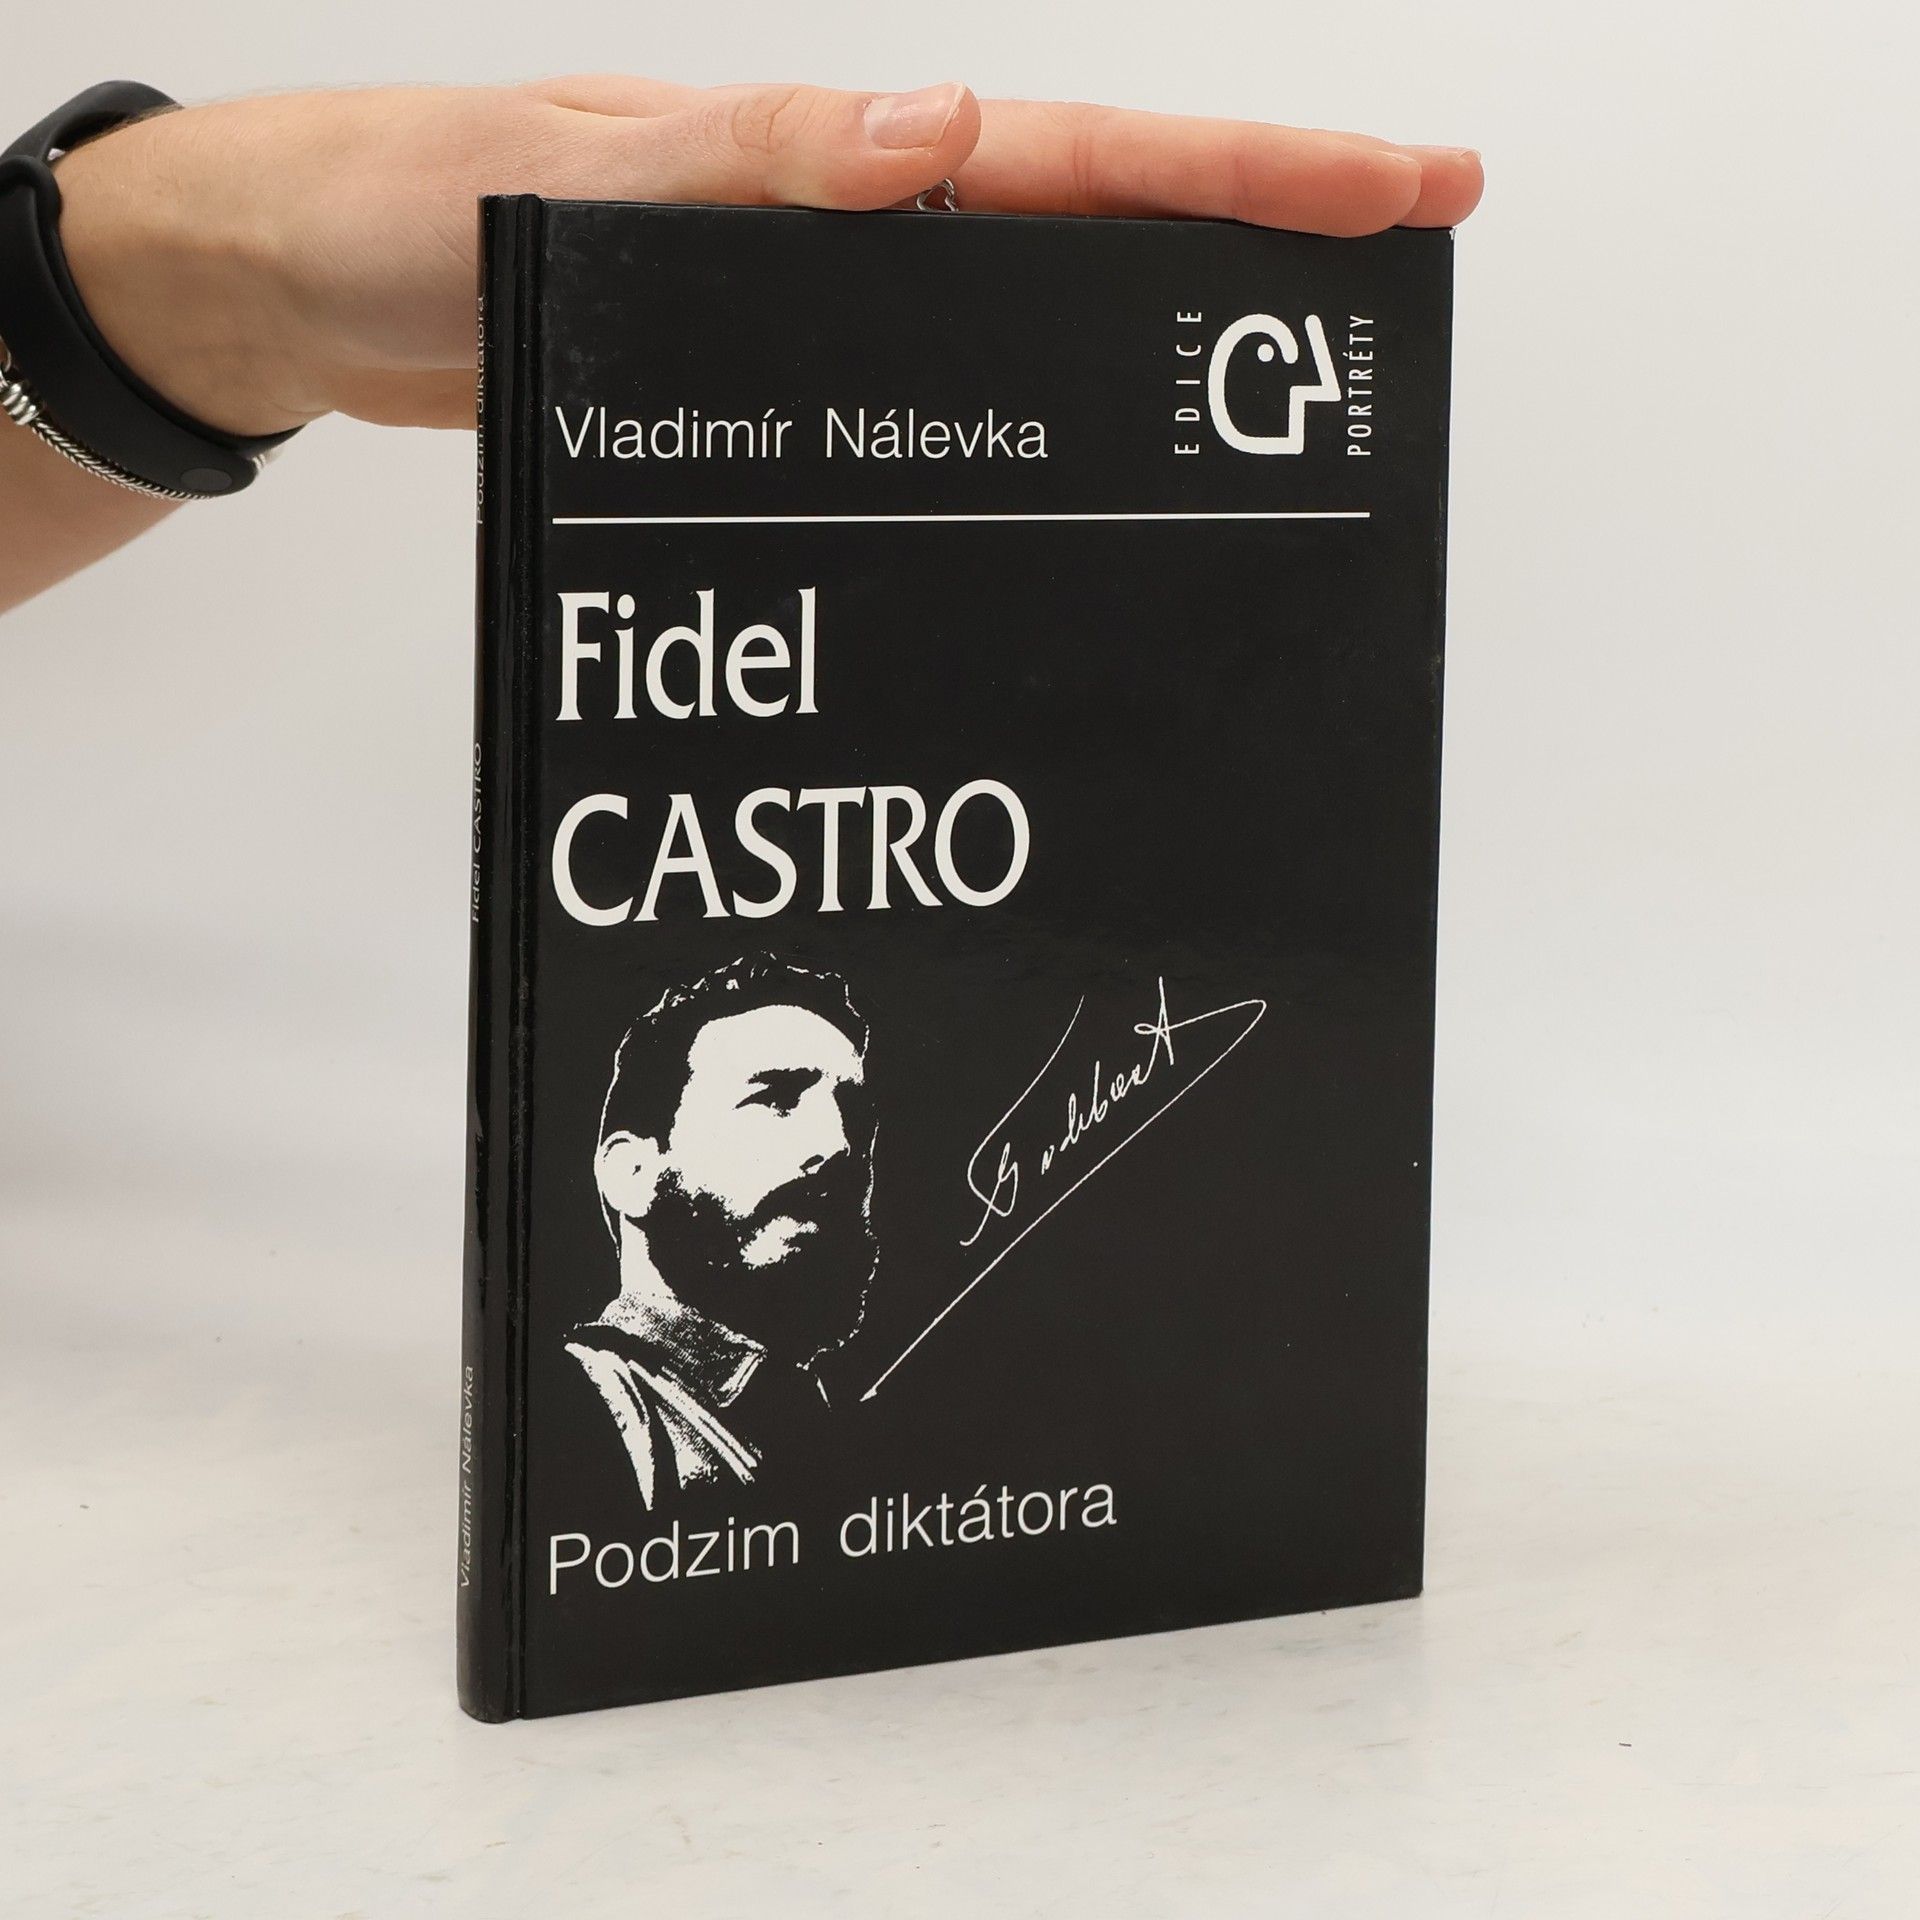 Vladimír Nálevka
EDICE
PORTRÉTY
Fidel
CASTRO
Podzim diktátora
Vladimír Nálevka
Fidel CASTRO
Podzim diktátora